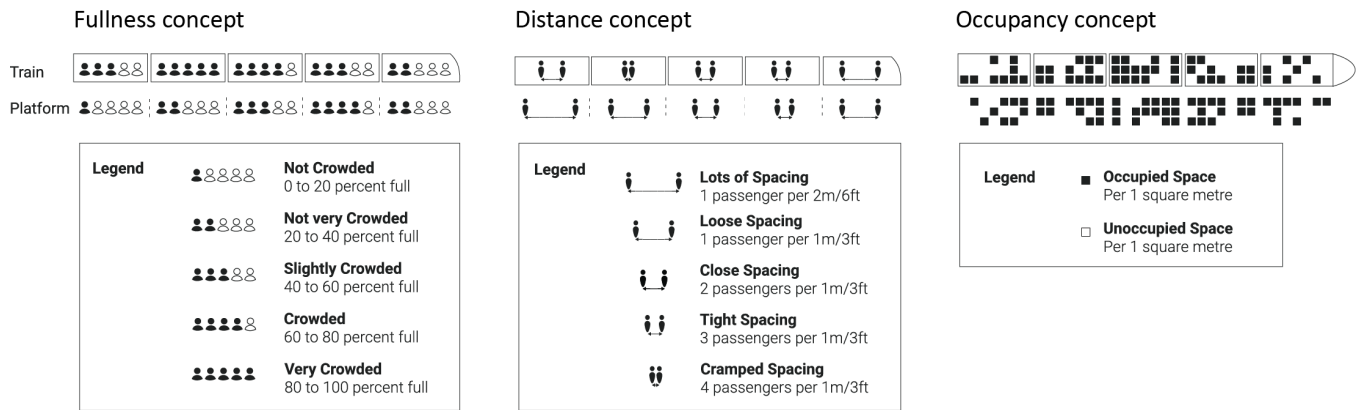 Fullness concept
Train
Platform
Legend
Not Crowded
0 to 20 percent full
Not very Crowded
20 to 40 percent full
Slightly Crowded
40 to 60 percent full
Crowded
60 to 80 percent full
Very Crowded
80 to 100 percent full
Distance concept
Legend
Lots of Spacing
1 passenger per 2m/6ft
Loose Spacing
1 passenger per 1m/3ft
Close Spacing
2 passengers per 1m/3ft
Tight Spacing
3 passengers per 1m/3ft
Cramped Spacing
4 passengers per 1m/3ft
Occupancy concept
Legend
Occupied Space
Per 1 square metre
Unoccupied Space
Per 1 square metre